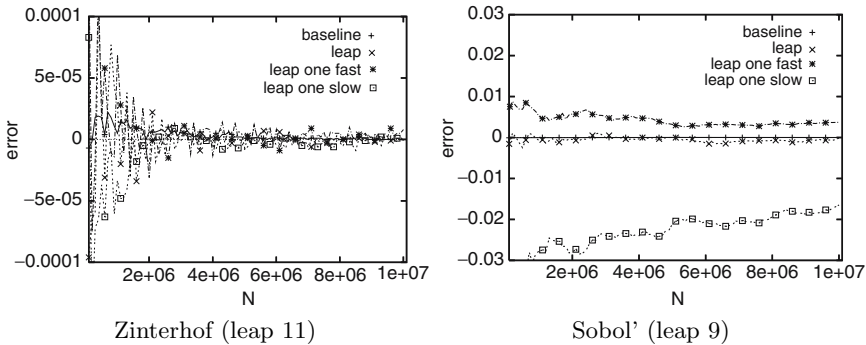 0.0001
5e-05
0
−5e-05
−0.0001
error
baseline
leap
leap one fast
leap one slow
2e+06 4e+06 6e+06 8e+06 1e+07
N
Zinterhof (leap 11)
0.03
0.02
0.01
0
−0.01
−0.02
−0.03
error
baseline
leap
leap one fast
leap one slow
2e+06 4e+06 6e+06 8e+06 1e+07
N
Sobol’ (leap 9)